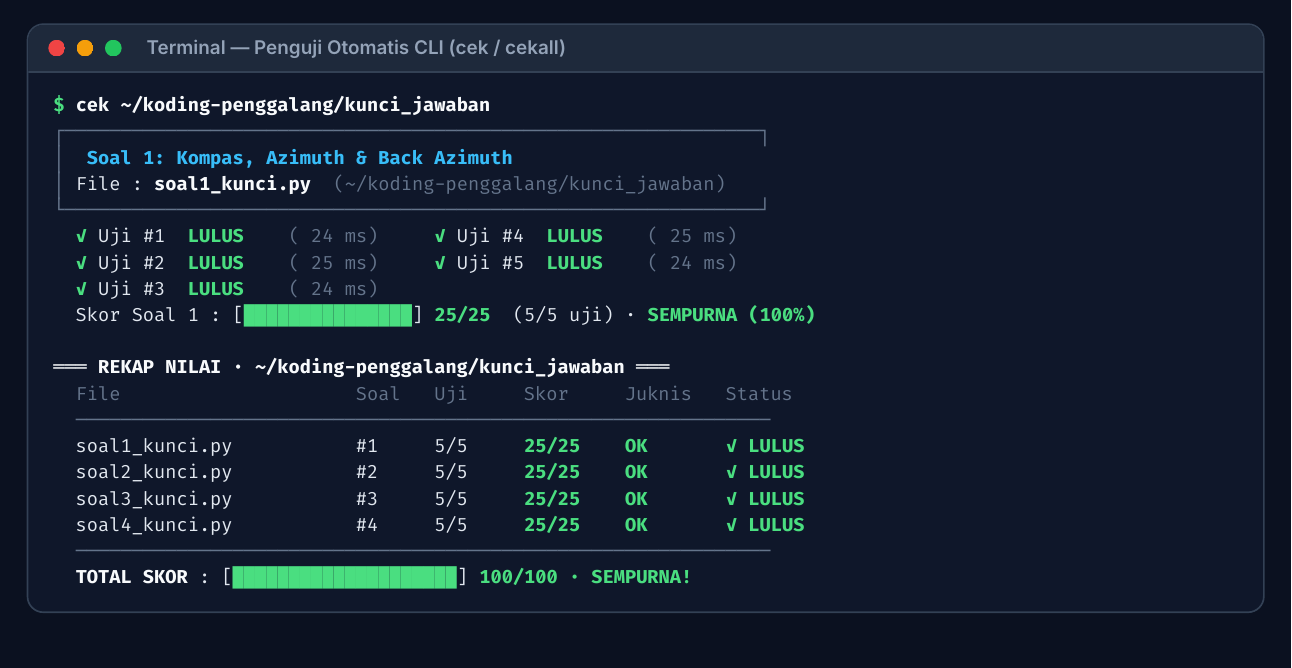 Terminal — Penguji Otomatis CLI (cek / cekall)
$ cek ~/koding-penggalang/kunci_jawaban
Soal 1: Kompas, Azimuth & Back Azimuth
File : soal1_kunci.py (~/koding-penggalang/kunci_jawaban)
√ Uji #1 LULUS ( 24 ms) √ Uji #4 LULUS ( 25 ms)
√ Uji #2 LULUS ( 25 ms) √ Uji #5 LULUS ( 24 ms)
√ Uji #3 LULUS ( 24 ms)
Skor Soal 1 : [███████████████] 25/25 (5/5 uji) · SEMPURNA (100%)
═══ REKAP NILAI · ~/koding-penggalang/kunci_jawaban ═══
File Soal Uji Skor Juknis Status
soal1_kunci.py #1 5/5 25/25 OK √ LULUS
soal2_kunci.py #2 5/5 25/25 OK √ LULUS
soal3_kunci.py #3 5/5 25/25 OK √ LULUS
soal4_kunci.py #4 5/5 25/25 OK √ LULUS
TOTAL SKOR : [████████████████████] 100/100 · SEMPURNA!